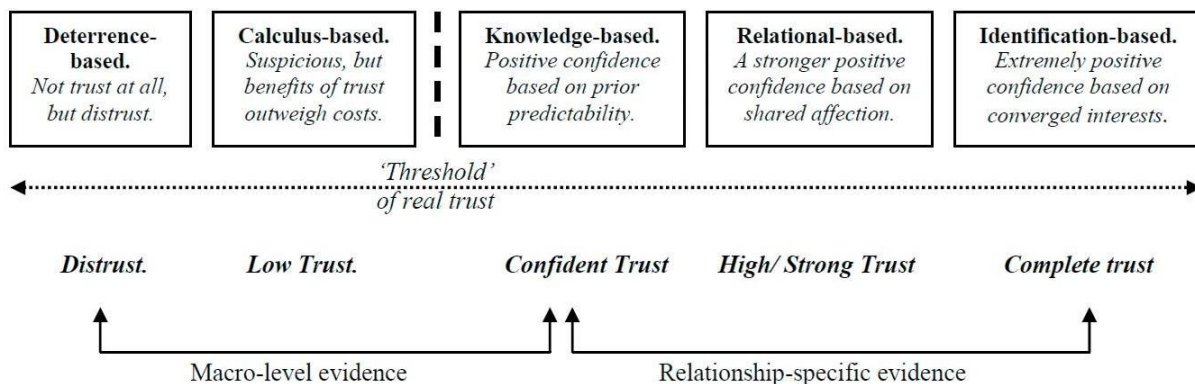 Deterrence-
based.
Not trust at all,
but distrust.
Calculus-based.
Suspicious, but
benefits of trust
outweigh costs.
Knowledge-based.
Positive confidence
based on prior
predictability.
Relational-based.
A stronger positive
confidence based on
shared affection.
Identification-based.
Extremely positive
confidence based on
converged interests.
‘Threshold’
of real trust
Distrust.
Low Trust.
Confident Trust
High/ Strong Trust
Complete trust
Macro-level evidence
Relationship-specific evidence